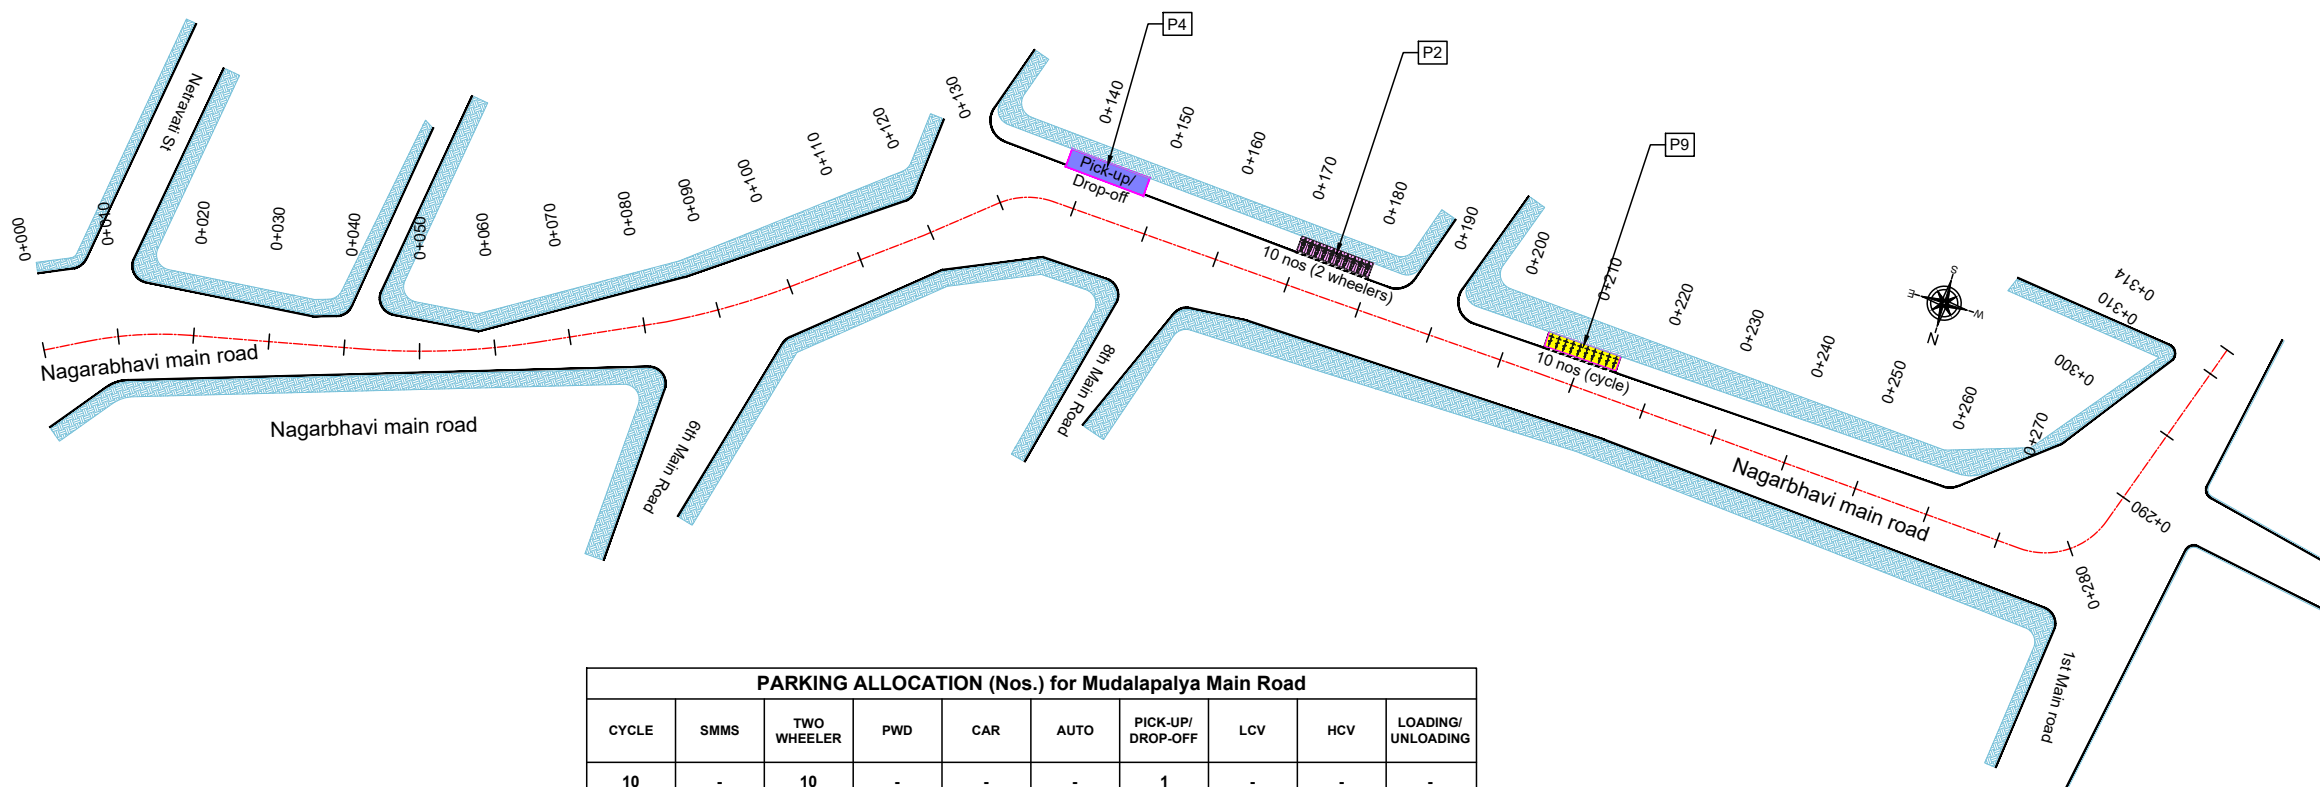 P4
P2
P9
Netravati St
0+000
0+010
0+020
0+030
0+040
0+050
0+060
0+070
0+080
0+090
0+100
0+110
0+120
0+130
0+140
0+150
0+160
0+170
0+180
0+190
0+200
0+210
0+220
0+230
0+240
0+250
0+260
0+270
0+280
0+290
0+300
0+310
0+314
Pick-up/
Drop-off
10 nos (2 wheelers)
10 nos (cycle)
S
E
W
N
Nagarabhavi main road
Nagarbhavi main road
6th Main Road
8th Main Road
Nagarbhavi main road
1st Main road
PARKING ALLOCATION (Nos.) for Mudalapalya Main Road
CYCLE SMMS TWO WHEELER PWD CAR AUTO PICK-UP/ DROP-OFF LCV HCV LOADING/ UNLOADING
10 - 10 - - - 1 - - -